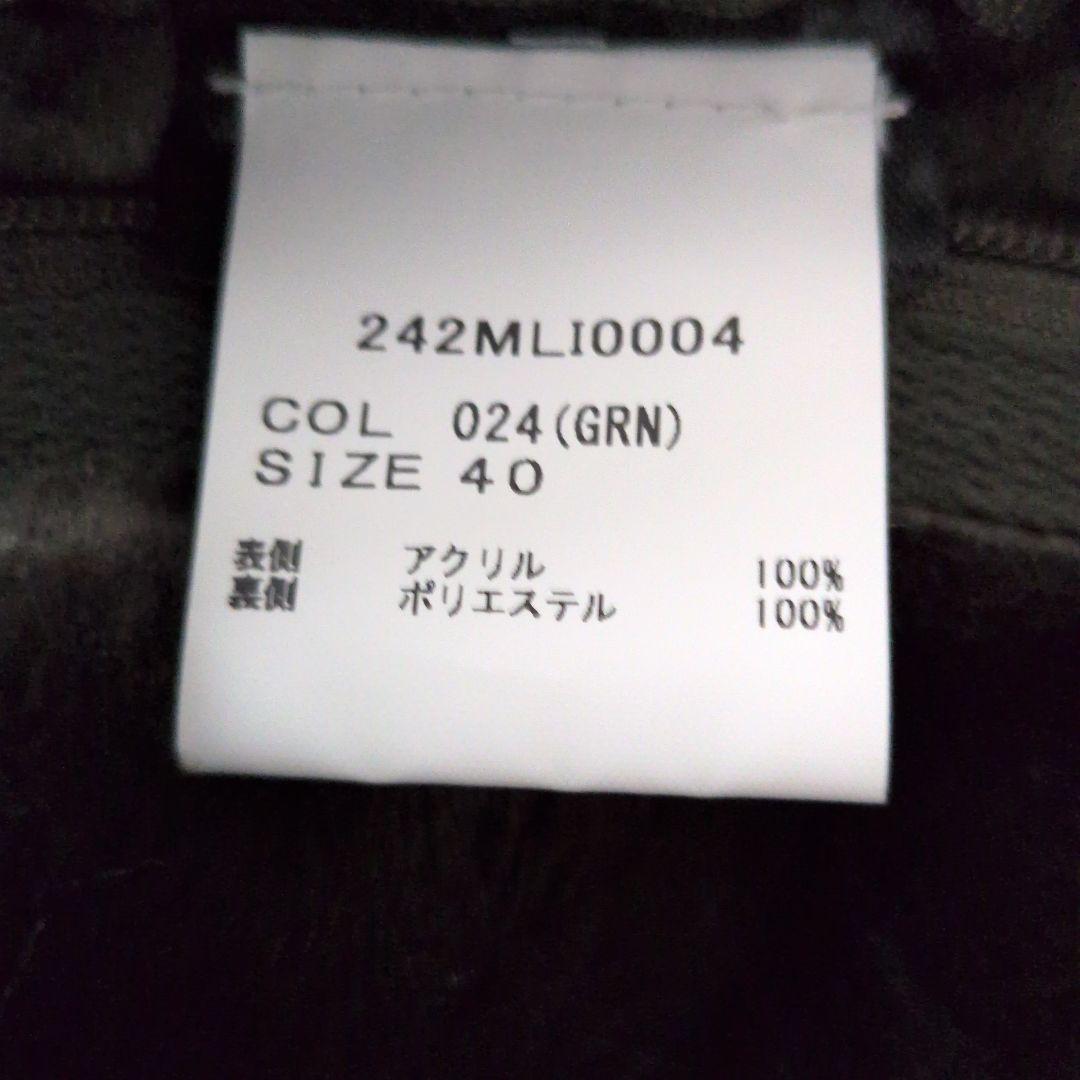 242MLI0004
COL 024(GRN)
SIZE 40
表側 アクリル 100%
裏側 ポリエステル 100%